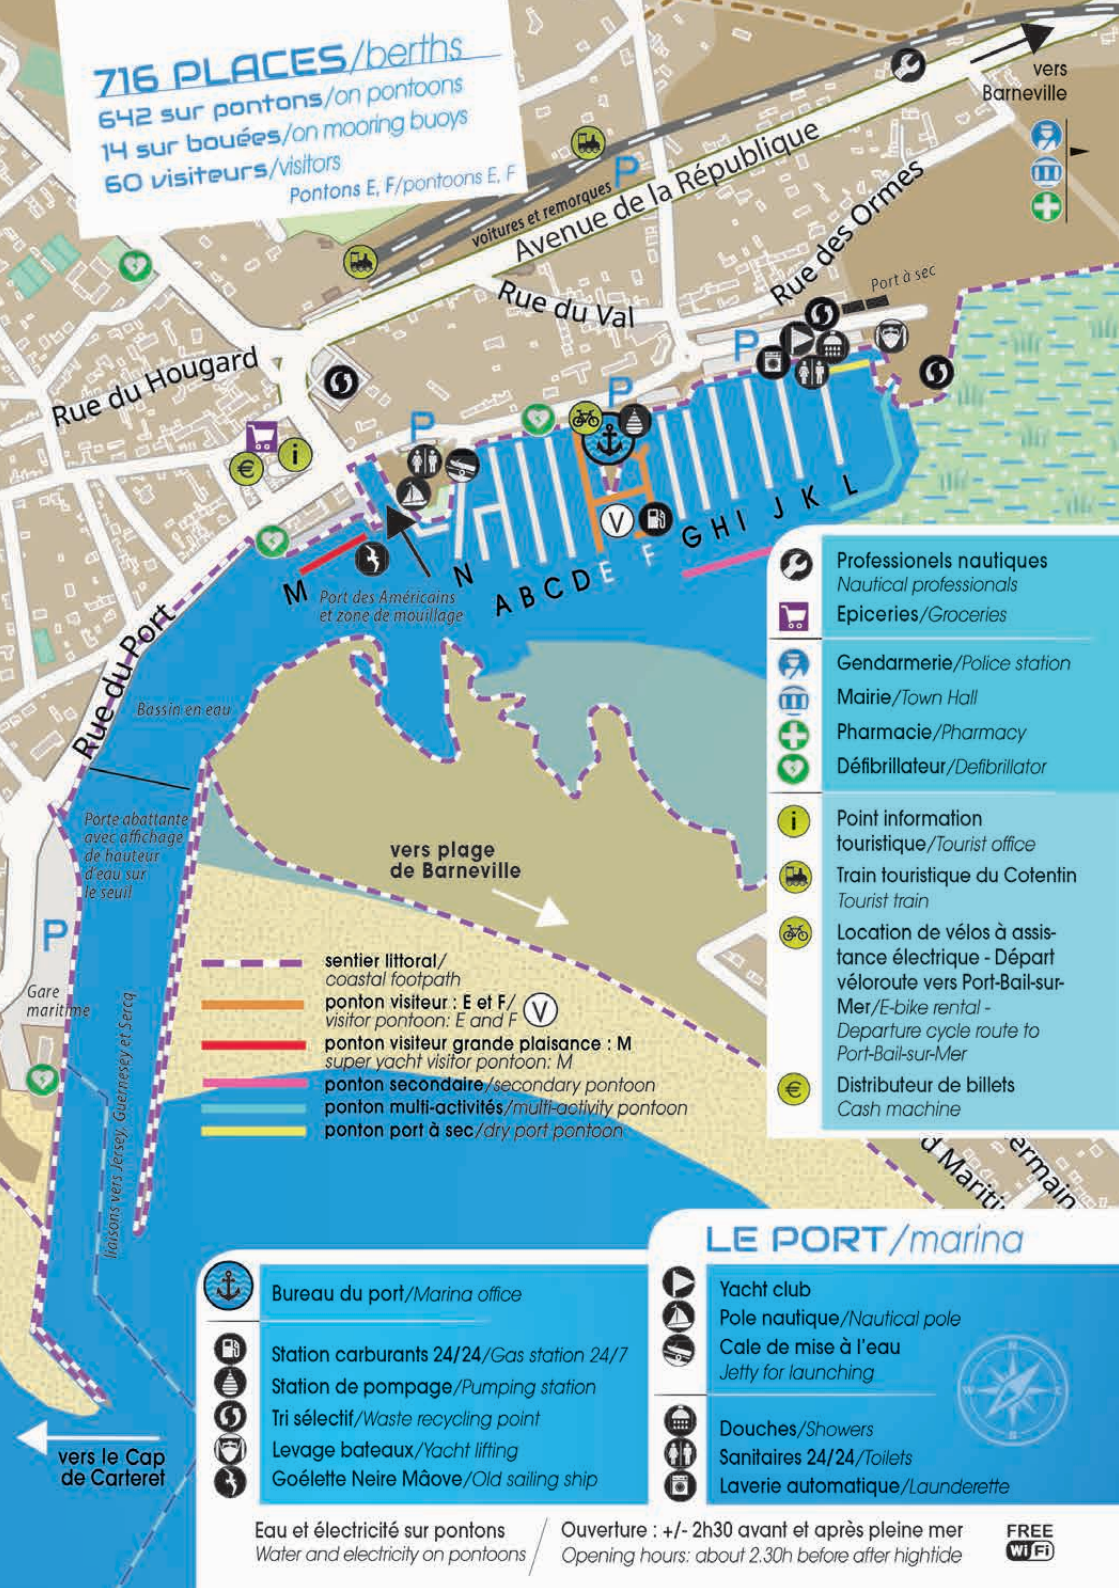 716 PLACES/berths
642 sur pontons/on pontoons
14 sur bouées/on mooring buoys
60 visiteurs/visitors
Pontons E, F/pontoons E, F
vers
Barneville
P
voitures et remorques
Avenue de la République
Rue des Ormes
Rue du Val
Port à sec
Rue du Hougard
P
P
P
i
€
V
M
N
A B C D E F G H I J K L
Port des Américains
et zone de mouillage
Rue du Port
Bassin en eau
Porte abattante
avec affichage
de hauteur
d'eau sur
le seuil
P
Gare
maritime
liaisons vers Jersey, Guernesey et Sercq
vers plage
de Barneville
sentier littoral/
coastal footpath
ponton visiteur : E et F/
visitor pontoon: E and F
V
ponton visiteur grande plaisance : M
super yacht visitor pontoon: M
ponton secondaire/secondary pontoon
ponton multi-activités/multi-activity pontoon
ponton port à sec/dry port pontoon
Professionels nautiques
Nautical professionals
Epiceries/Groceries
Gendarmerie/Police station
Mairie/Town Hall
Pharmacie/Pharmacy
Défibrillateur/Defibrillator
i
Point information
touristique/Tourist office
Train touristique du Cotentin
Tourist train
Location de vélos à assis-
tance électrique - Départ
véloroute vers Port-Bail-sur-
Mer/E-bike rental -
Departure cycle route to
Port-Bail-sur-Mer
€
Distributeur de billets
Cash machine
d Mariti
ermain
vers le Cap
de Carteret
LE PORT/marina
Bureau du port/Marina office
Station carburants 24/24/Gas station 24/7
Station de pompage/Pumping station
Tri sélectif/Waste recycling point
Levage bateaux/Yacht lifting
Goélette Neire Mâove/Old sailing ship
Yacht club
Pole nautique/Nautical pole
Cale de mise à l'eau
Jetty for launching
Douches/Showers
Sanitaires 24/24/Toilets
Laverie automatique/Launderette
N
W
E
S
Eau et électricité sur pontons
Water and electricity on pontoons
Ouverture : +/- 2h30 avant et après pleine mer
Opening hours: about 2.30h before after hightide
FREE
WiFi